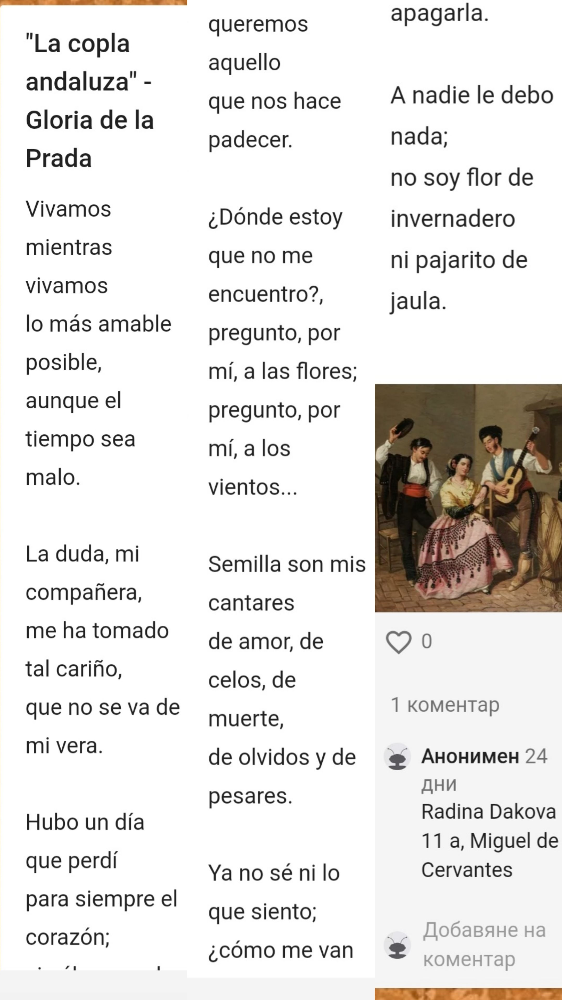 "La copla
andaluza" -
Gloria de la
Prada
Vivamos
mientras
vivamos
lo más amable
posible,
aunque el
tiempo sea
malo.
La duda, mi
compañera,
me ha tomado
tal cariño,
que no se va de
mi vera.
Hubo un día
que perdí
para siempre el
corazón;
queremos
aquello
que nos hace
padecer.
¿Dónde estoy
que no me
encuentro?,
pregunto, por
mí, a las flores;
pregunto, por
mí, a los
vientos...
Semilla son mis
cantares
de amor, de
celos, de
muerte,
de olvidos y de
pesares.
Ya no sé ni lo
que siento;
¿cómo me van
apagarla.
A nadie le debo
nada;
no soy flor de
invernadero
ni pajarito de
jaula.
0
1 коментар
Анонимен 24
дни
Radina Dakova
11 a, Miguel de
Cervantes
Добавяне на
коментар